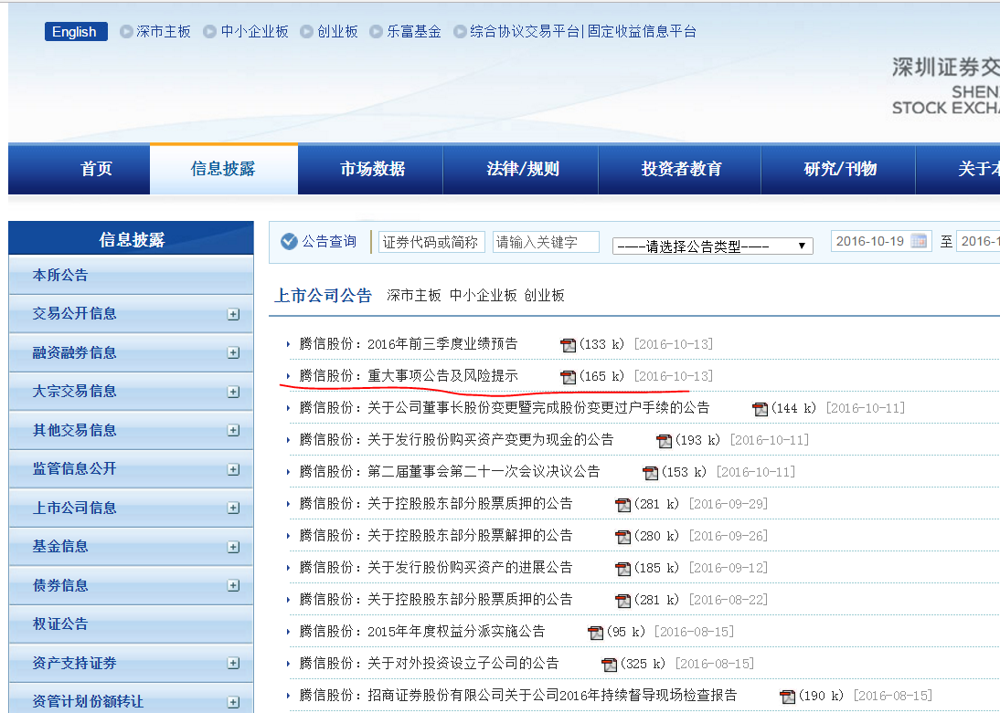 English 深市主板 中小企业板 创业板 乐富基金 综合协议交易平台| 固定收益信息平台
深圳证券交
SHEN
STOCK EXCHA
首页 信息披露 市场数据 法律/规则 投资者教育 研究/刊物 关于本
信息披露
本所公告
交易公开信息
融资融券信息
大宗交易信息
其他交易信息
监管信息公开
上市公司信息
基金信息
债券信息
权证公告
资产支持证券
资管计划份额转让
公告查询 证券代码或简称 请输入关键字 ----请选择公告类型---- 2016-10-19 至 2016-1
上市公司公告 深市主板 中小企业板 创业板
腾信股份：2016年前三季度业绩预告 (133 k) [2016-10-13]
腾信股份：重大事项公告及风险提示 (165 k) [2016-10-13]
腾信股份：关于公司董事长股份变更暨完成股份变更过户手续的公告 (144 k) [2016-10-11]
腾信股份：关于发行股份购买资产变更为现金的公告 (193 k) [2016-10-11]
腾信股份：第二届董事会第二十一次会议决议公告 (153 k) [2016-10-11]
腾信股份：关于控股股东部分股票质押的公告 (281 k) [2016-09-29]
腾信股份：关于控股股东部分股票解押的公告 (280 k) [2016-09-26]
腾信股份：关于发行股份购买资产的进展公告 (185 k) [2016-09-12]
腾信股份：关于控股股东部分股票质押的公告 (281 k) [2016-08-22]
腾信股份：2015年年度权益分派实施公告 (95 k) [2016-08-15]
腾信股份：关于对外投资设立子公司的公告 (325 k) [2016-08-15]
腾信股份：招商证券股份有限公司关于公司2016年持续督导现场检查报告 (190 k) [2016-08-15]